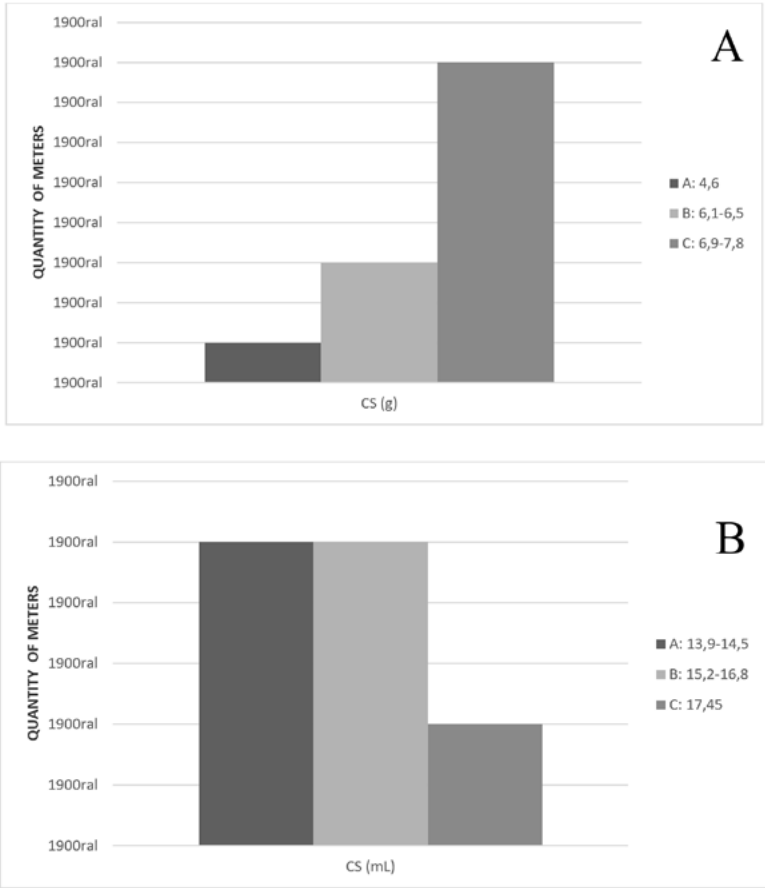 A
1900ral
1900ral
1900ral
1900ral
1900ral
1900ral
1900ral
1900ral
1900ral
1900ral
QUANTITY OF METERS
CS (g)
A: 4,6
B: 6,1-6,5
C: 6,9-7,8
B
1900ral
1900ral
1900ral
1900ral
1900ral
1900ral
1900ral
QUANTITY OF METERS
CS (mL)
A: 13,9-14,5
B: 15,2-16,8
C: 17,45